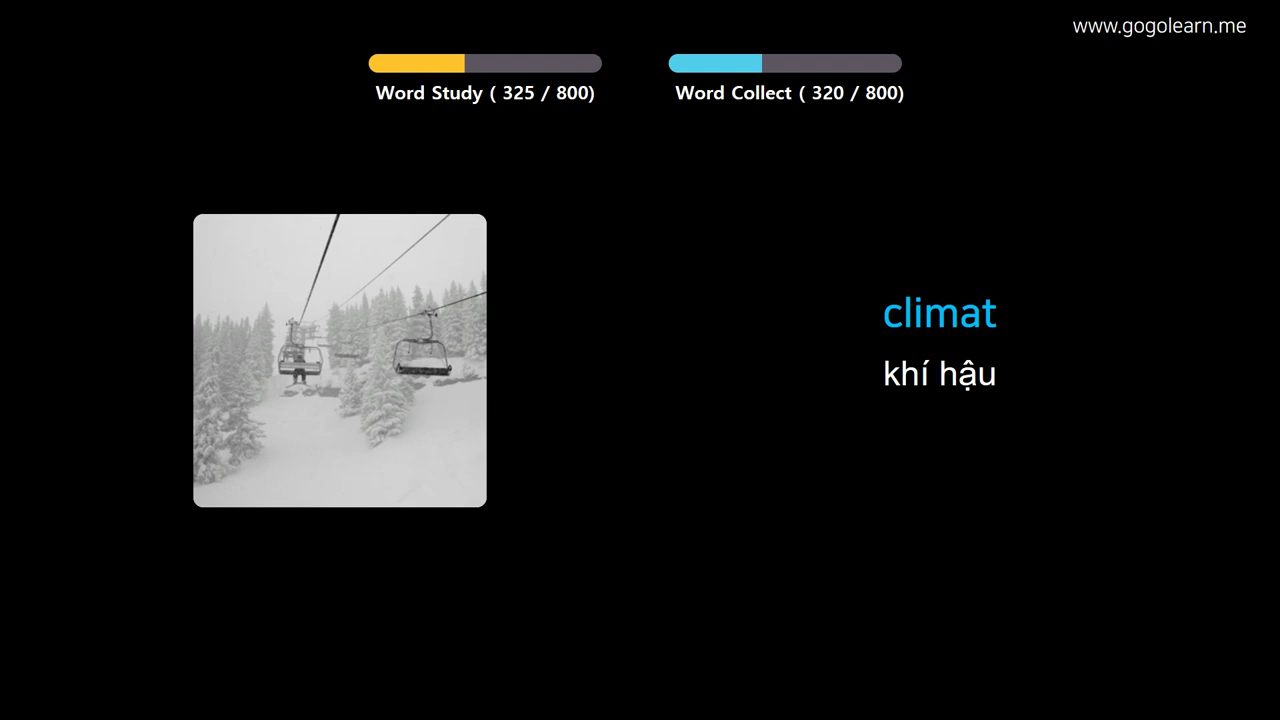 www.gogolearn.me
Word Study ( 325 / 800)
Word Collect ( 320 / 800)
climat
khí hậu